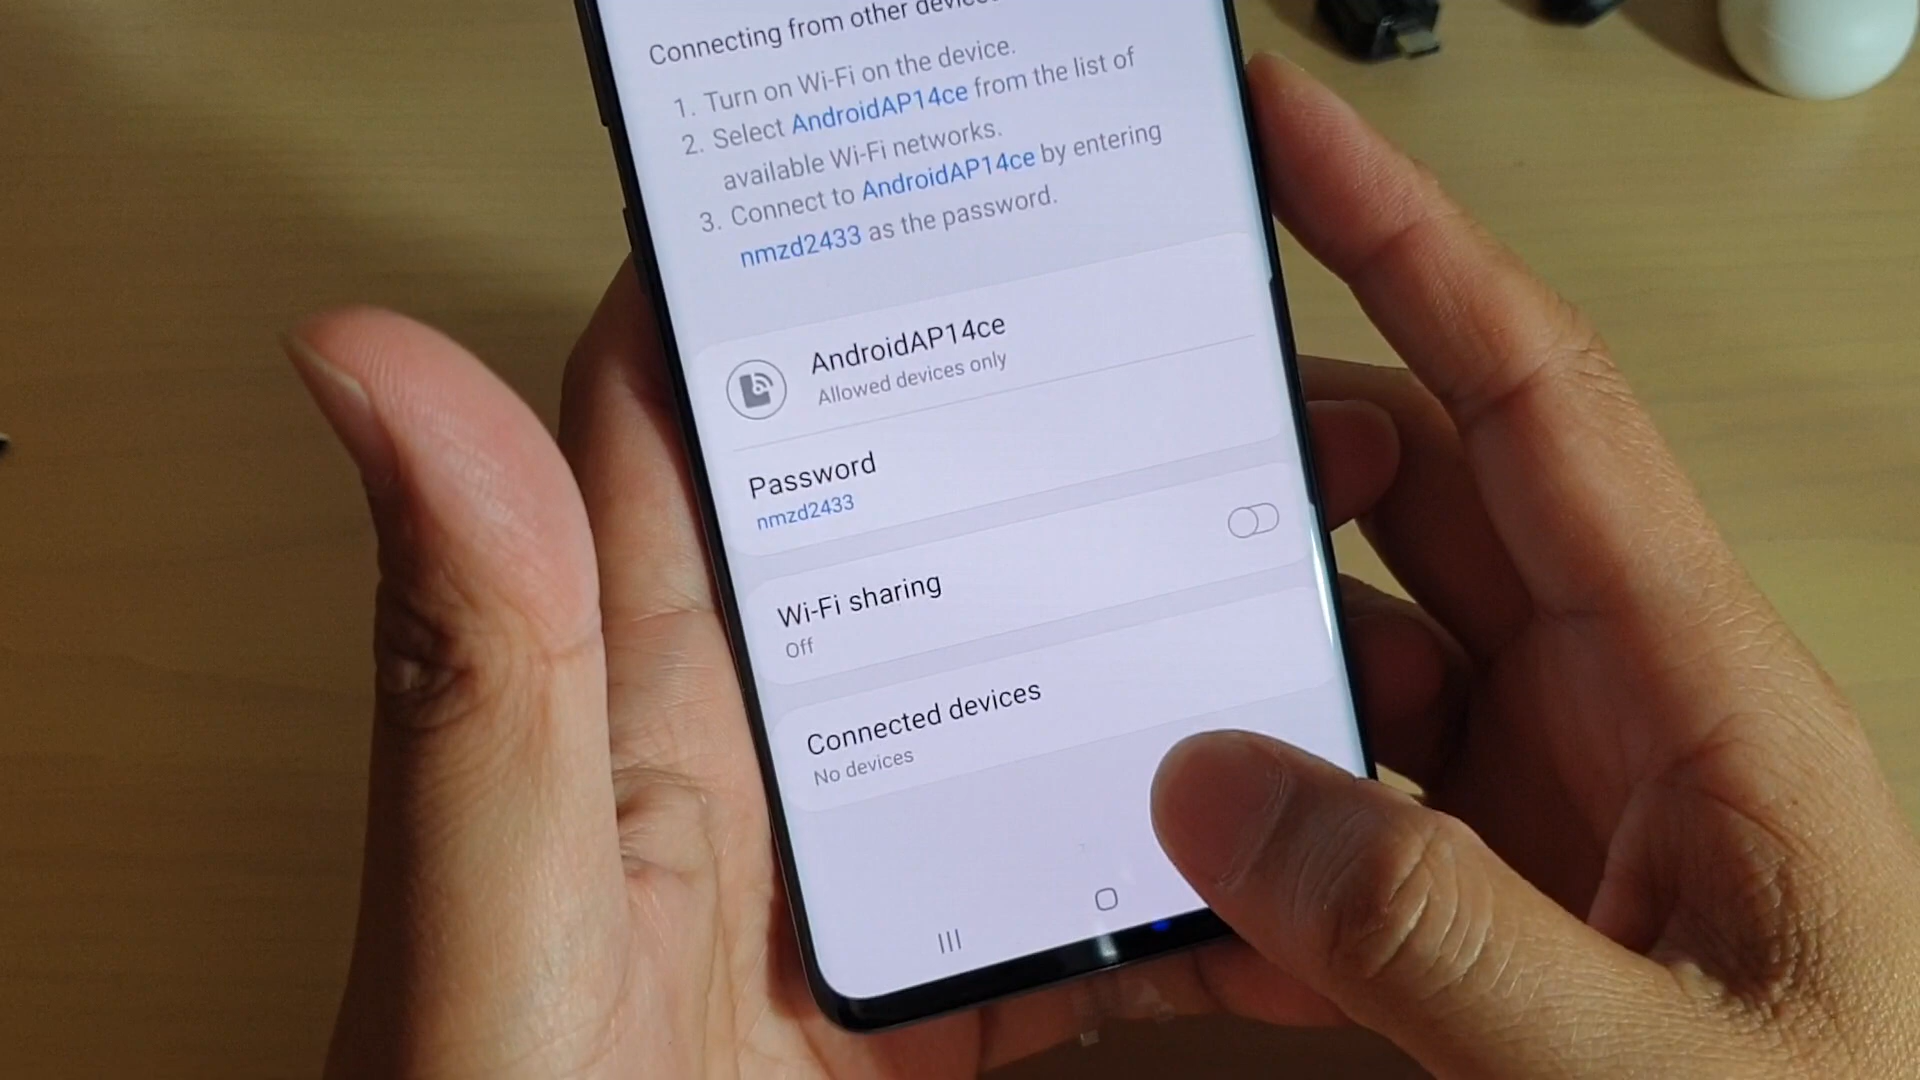 Connecting from other devices
1. Turn on Wi-Fi on the device.
2. Select AndroidAP14ce from the list of
available Wi-Fi networks.
3. Connect to AndroidAP14ce by entering
nmzd2433 as the password.
AndroidAP14ce
Allowed devices only
Password
nmzd2433
Wi-Fi sharing
Off
Connected devices
No devices